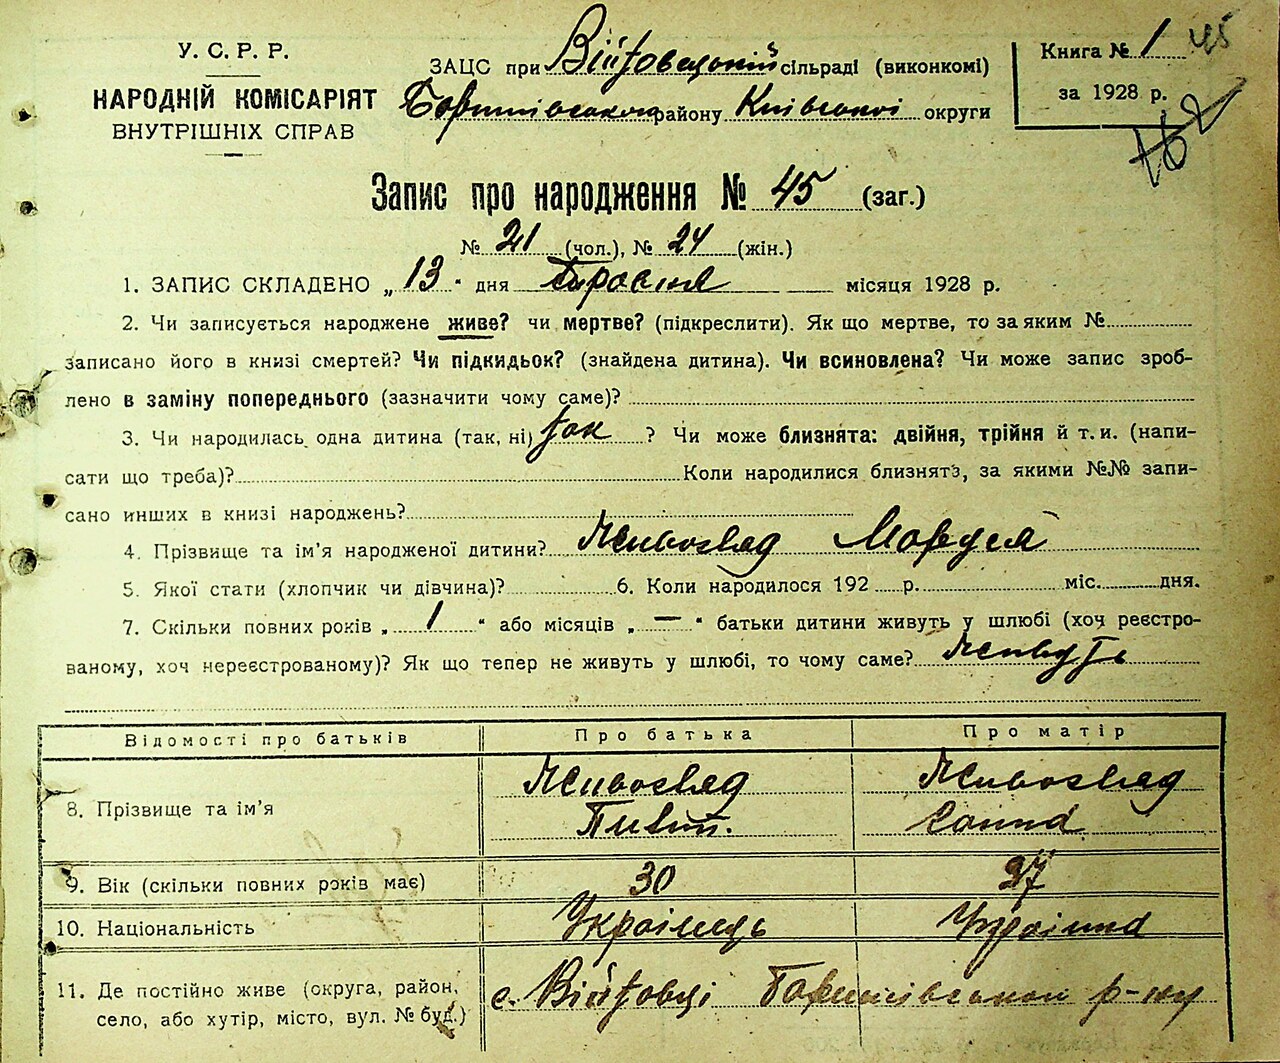 У. С. Р. Р.
НАРОДНІЙ КОМІСАРІЯТ
ВНУТРІШНІХ СПРАВ
ЗАЦС при Війтовецькій сільраді (виконкомі)
району Київської округи
Книга № 1 45
за 1928 р.
Запис про народження № 45 (заг.)
№ 21 (чол.), № 24 (жін.)
1. ЗАПИС СКЛАДЕНО „ 13 “ дня місяця 1928 р.
2. Чи записується народжене живе? чи мертве? (підкреслити). Як що мертве, то за яким №
записано його в книзі смертей? Чи підкидьок? (знайдена дитина). Чи всиновлена? Чи може запис зроб-
лено в заміну попереднього (зазначити чому саме)?
3. Чи народилась одна дитина (так, ні) так ? Чи може близнята: двійня, трійня й т. и. (напи-
сати що треба)? Коли народилися близнята, за якими №№ запи-
сано инших в книзі народжень?
4. Прізвище та ім’я народженої дитини? Маруся
5. Якої стати (хлопчик чи дівчина)? 6. Коли народилося 192 р. міс. дня.
7. Скільки повних років „ 1 “ або місяців „ — “ батьки дитини живуть у шлюбі (хоч реєстро-
ваному, хоч нереєстрованому)? Як що тепер не живуть у шлюбі, то чому саме? Живуть
Відомості про батьків Про батька Про матір
8. Прізвище та ім’я
9. Вік (скільки повних років має) 30 27
10. Національність Українець Українка
11. Де постійно живе (округа, район,
село, або хутір, місто, вул. № буд.) с. Війтовці р-ну